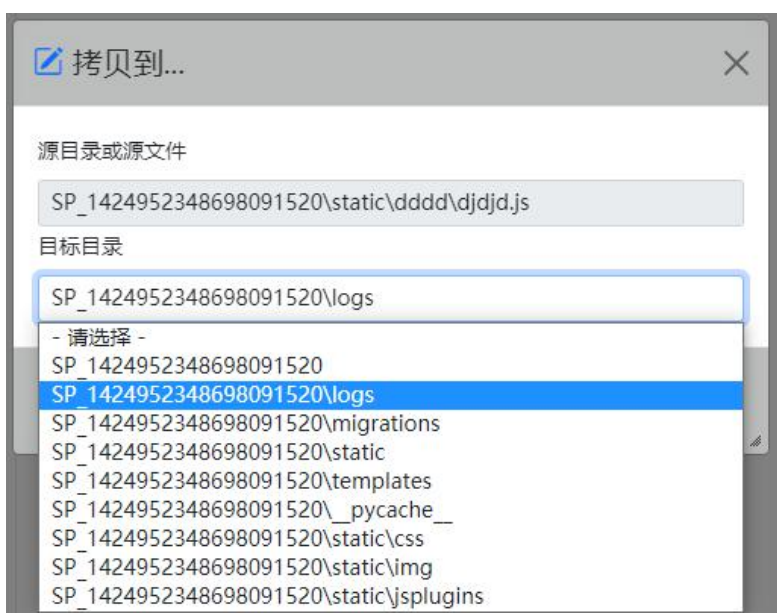 拷贝到...
源目录或源文件
SP_1424952348698091520\static\dddd\djdjd.js
目标目录
SP_1424952348698091520\logs
- 请选择 -
SP_1424952348698091520
SP_1424952348698091520\logs
SP_1424952348698091520\migrations
SP_1424952348698091520\static
SP_1424952348698091520\templates
SP_1424952348698091520\__pycache__
SP_1424952348698091520\static\css
SP_1424952348698091520\static\img
SP_1424952348698091520\static\jsplugins